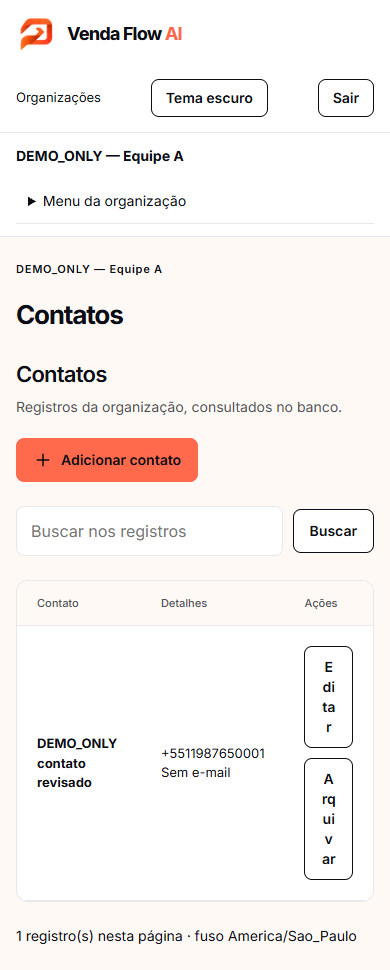 Venda Flow AI
Organizações
Tema escuro
Sair
DEMO_ONLY — Equipe A
Menu da organização
DEMO_ONLY — Equipe A
Contatos
Contatos
Registros da organização, consultados no banco.
Adicionar contato
Buscar nos registros
Buscar
Contato
Detalhes
Ações
DEMO_ONLY
contato
revisado
+5511987650001
Sem e-mail
E
di
ta
r
A
rq
ui
v
ar
1 registro(s) nesta página · fuso America/Sao_Paulo